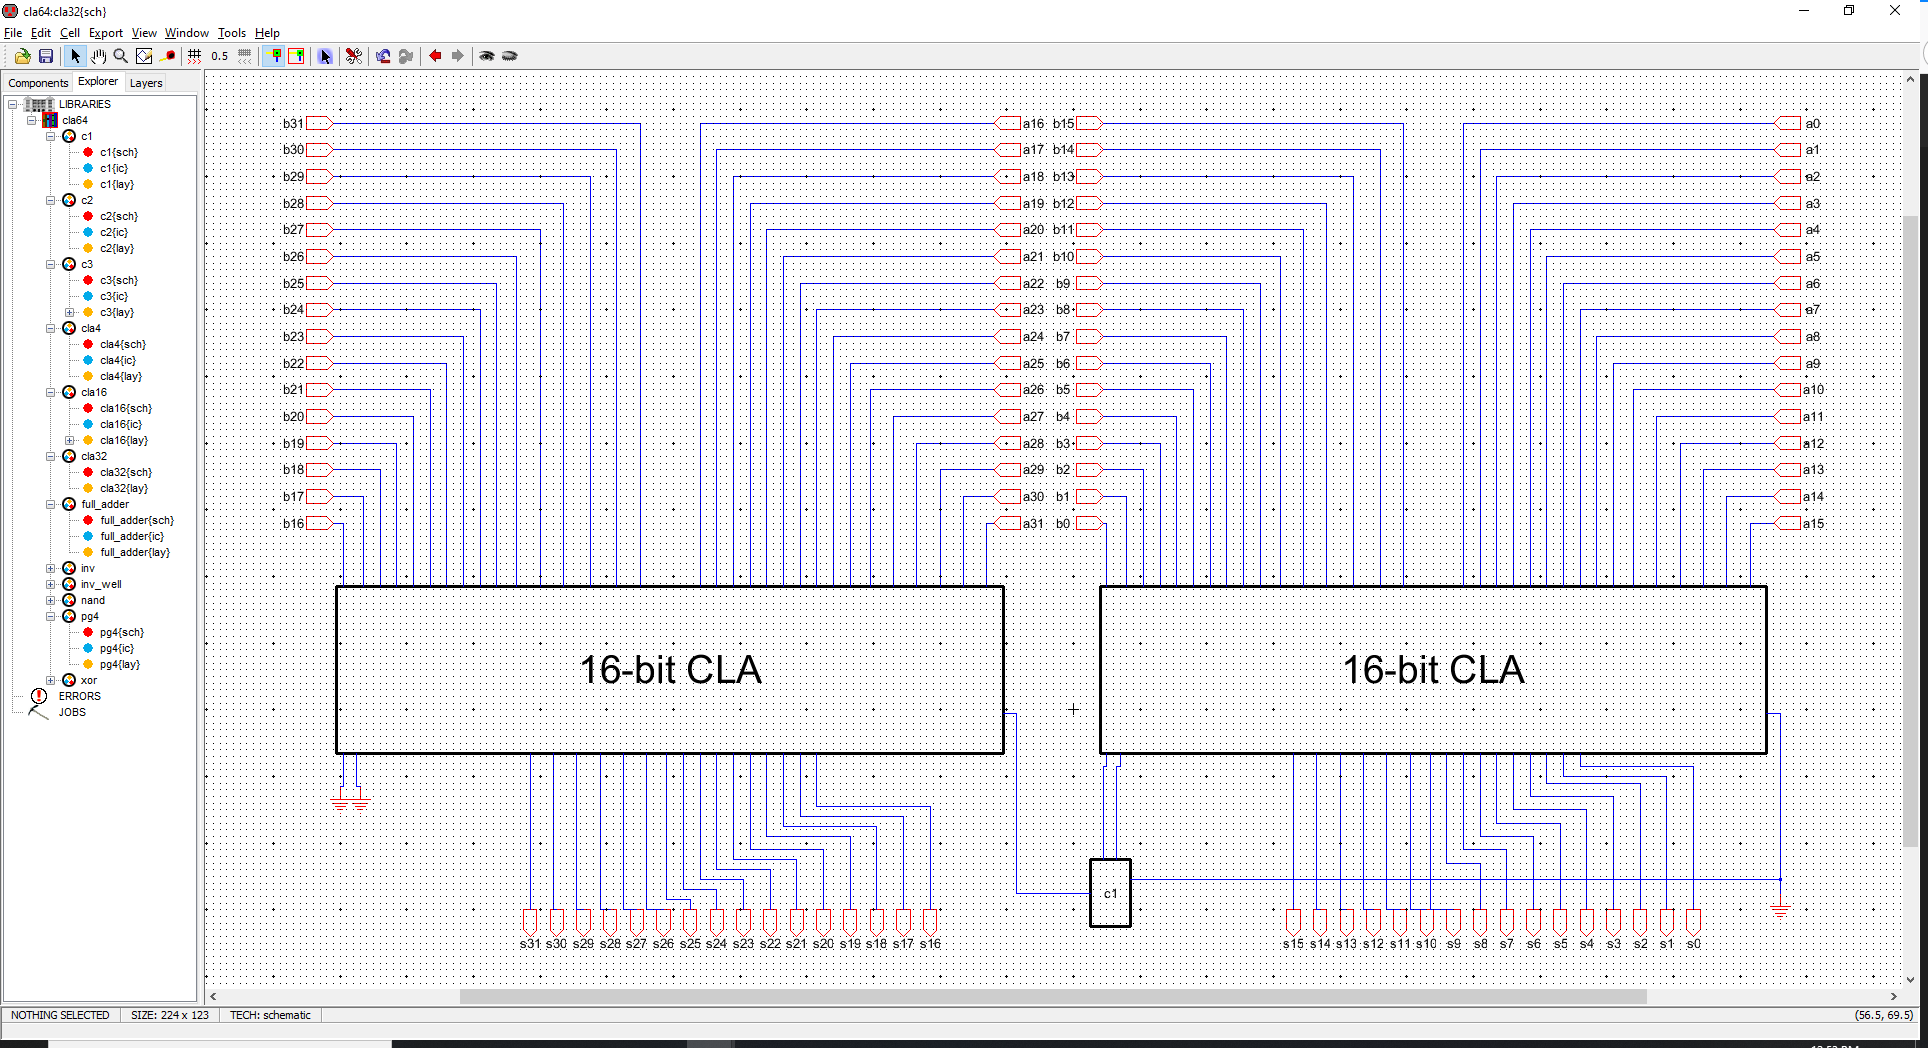 cla64:cla32{sch}
File Edit Cell Export View Window Tools Help
0.5
Components Explorer Layers
LIBRARIES
cla64
c1
c1{sch}
c1{ic}
c1{lay}
c2
c2{sch}
c2{ic}
c2{lay}
c3
c3{sch}
c3{ic}
c3{lay}
cla4
cla4{sch}
cla4{ic}
cla4{lay}
cla16
cla16{sch}
cla16{ic}
cla16{lay}
cla32
cla32{sch}
cla32{lay}
full_adder
full_adder{sch}
full_adder{ic}
full_adder{lay}
inv
inv_well
nand
pg4
pg4{sch}
pg4{ic}
pg4{lay}
xor
ERRORS
JOBS
b31 a16 b15 a0
b30 a17 b14 a1
b29 a18 b13 a2
b28 a19 b12 a3
b27 a20 b11 a4
b26 a21 b10 a5
b25 a22 b9 a6
b24 a23 b8 a7
b23 a24 b7 a8
b22 a25 b6 a9
b21 a26 b5 a10
b20 a27 b4 a11
b19 a28 b3 a12
b18 a29 b2 a13
b17 a30 b1 a14
b16 a31 b0 a15
16-bit CLA 16-bit CLA
c1
s31 s30 s29 s28 s27 s26 s25 s24 s23 s22 s21 s20 s19 s18 s17 s16 s15 s14 s13 s12 s11 s10 s9 s8 s7 s6 s5 s4 s3 s2 s1 s0
NOTHING SELECTED SIZE: 224 x 123 TECH: schematic (56.5, 69.5)